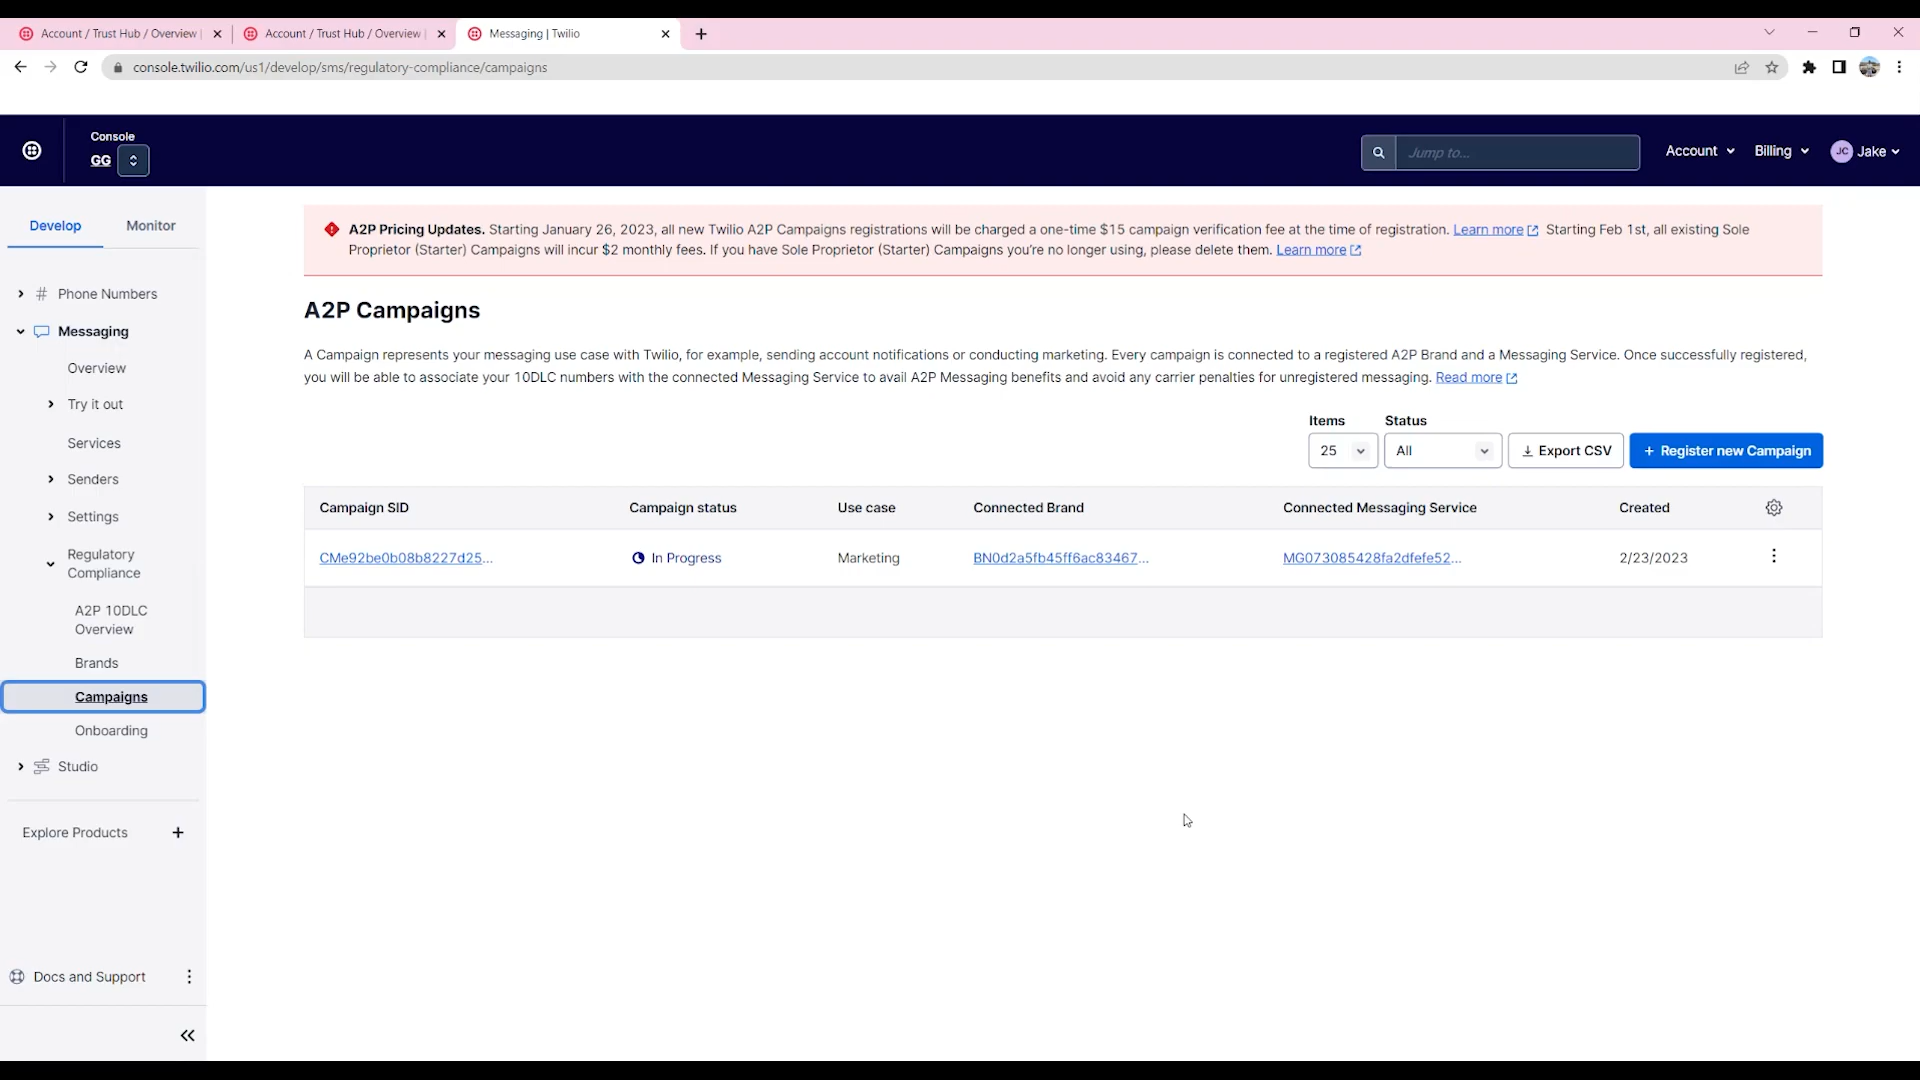 Account / Trust Hub / Overview
Account / Trust Hub / Overview
Messaging | Twilio
console.twilio.com/us1/develop/sms/regulatory-compliance/campaigns
Console
GG
Jump to...
Account
Billing
JC
Jake
Develop
Monitor
Phone Numbers
Messaging
Overview
Try it out
Services
Senders
Settings
Regulatory
Compliance
A2P 10DLC
Overview
Brands
Campaigns
Onboarding
Studio
Explore Products
Docs and Support
A2P Pricing Updates. Starting January 26, 2023, all new Twilio A2P Campaigns registrations will be charged a one-time $15 campaign verification fee at the time of registration. Learn more Starting Feb 1st, all existing Sole
Proprietor (Starter) Campaigns will incur $2 monthly fees. If you have Sole Proprietor (Starter) Campaigns you're no longer using, please delete them. Learn more
A2P Campaigns
A Campaign represents your messaging use case with Twilio, for example, sending account notifications or conducting marketing. Every campaign is connected to a registered A2P Brand and a Messaging Service. Once successfully registered,
you will be able to associate your 10DLC numbers with the connected Messaging Service to avail A2P Messaging benefits and avoid any carrier penalties for unregistered messaging. Read more
Items Status
25 All Export CSV + Register new Campaign
Campaign SID Campaign status Use case Connected Brand Connected Messaging Service Created
CMe92be0b08b8227d25... In Progress Marketing BN0d2a5fb45ff6ac83467... MG073085428fa2dfefe52... 2/23/2023